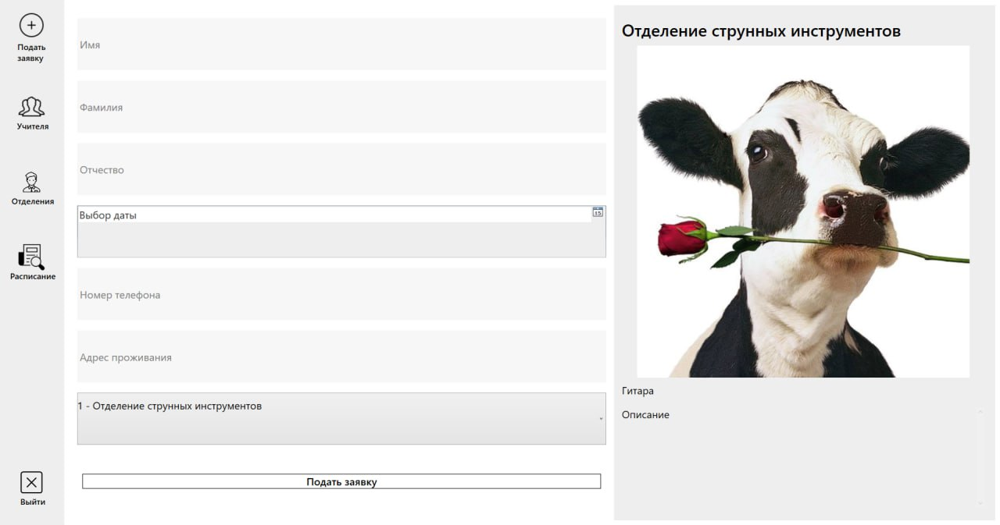 Подать
заявку
Учителя
Отделения
Расписание
Выйти
Имя
Фамилия
Отчество
Выбор даты
15
Номер телефона
Адрес проживания
1 - Отделение струнных инструментов
Подать заявку
Отделение струнных инструментов
Гитара
Описание